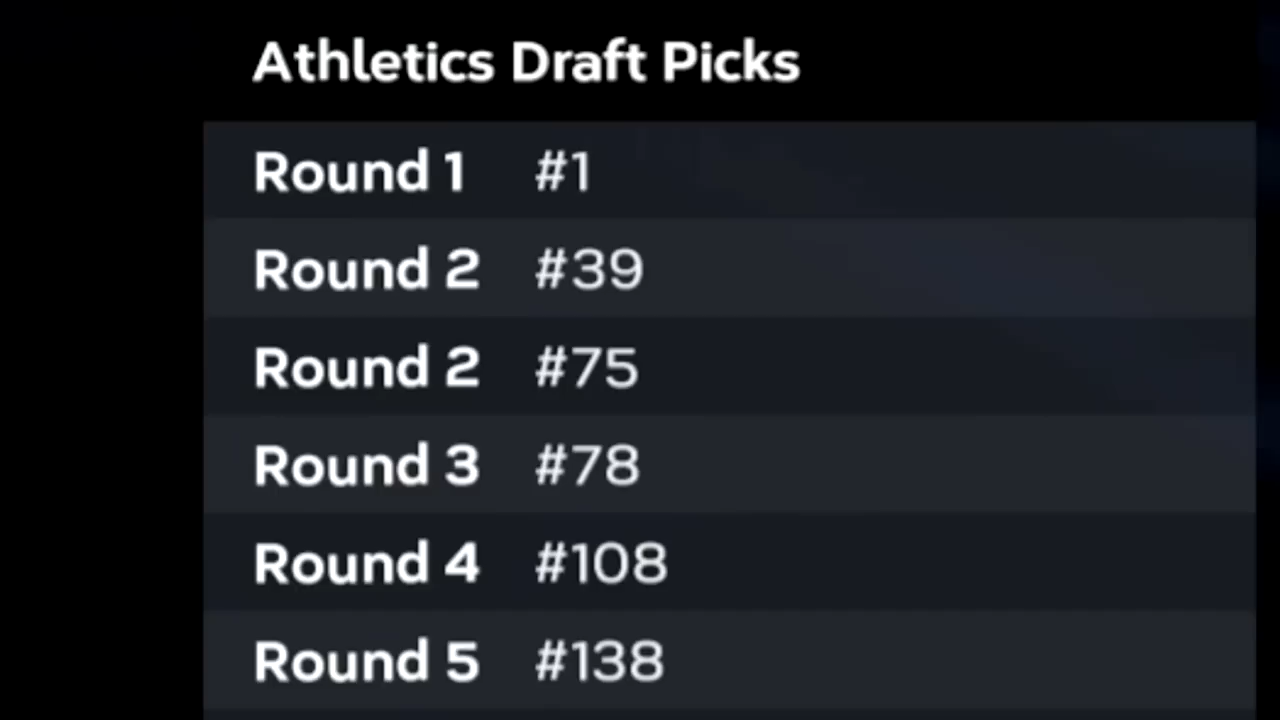 Athletics Draft Picks
Round 1 #1
Round 2 #39
Round 2 #75
Round 3 #78
Round 4 #108
Round 5 #138